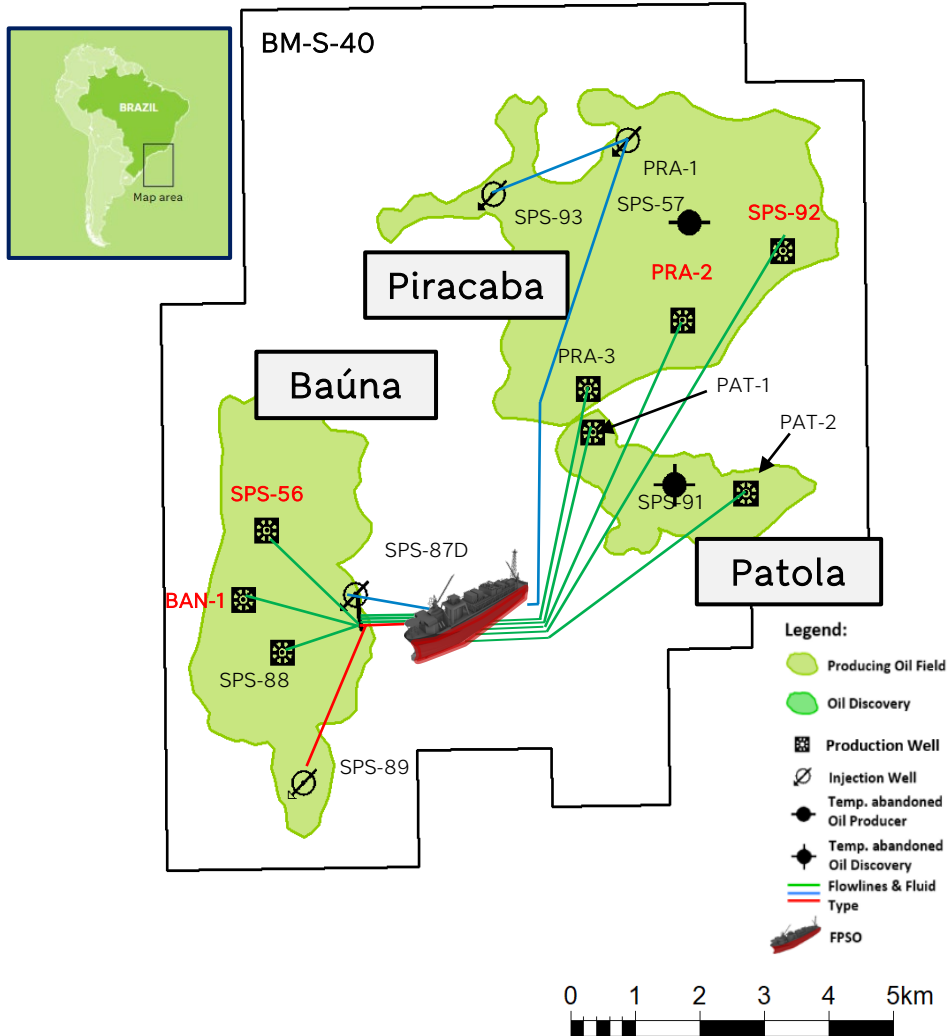 BM-S-40
BRAZIL
Map area
PRA-1
SPS-93
SPS-57
SPS-92
Piracaba
PRA-2
PRA-3
Baúna
PAT-1
PAT-2
SPS-56
SPS-91
SPS-87D
Patola
BAN-1
SPS-88
SPS-89
Legend:
Producing Oil Field
Oil Discovery
Production Well
Injection Well
Temp. abandoned
Oil Producer
Temp. abandoned
Oil Discovery
Flowlines & Fluid
Type
FPSO
0 1 2 3 4 5km